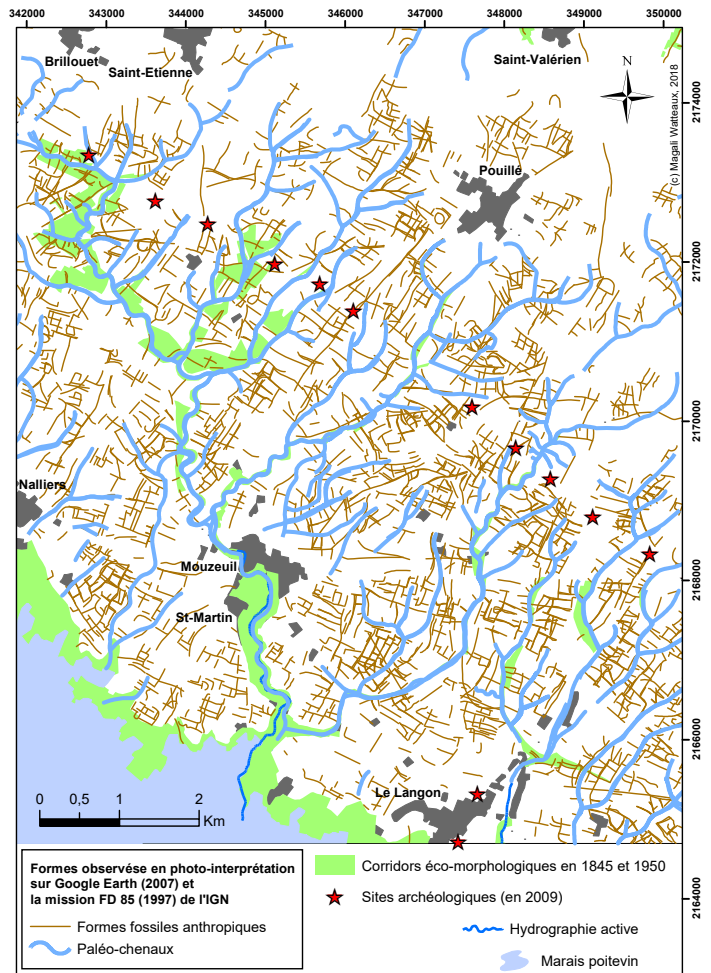 342000 343000 344000 345000 346000 347000 348000 349000 350000
Brillouet
Saint-Etienne
Saint-Valérien
N
(c) Magali Watteaux, 2018
2174000
Pouillé
2172000
2170000
Nalliers
Mouzeuil
2168000
St-Martin
2166000
Le Langon
0 0,5 1 2
Km
2164000
Formes observése en photo-interprétation
sur Google Earth (2007) et
la mission FD 85 (1997) de l'IGN
Formes fossiles anthropiques
Paléo-chenaux
Corridors éco-morphologiques en 1845 et 1950
Sites archéologiques (en 2009)
Hydrographie active
Marais poitevin